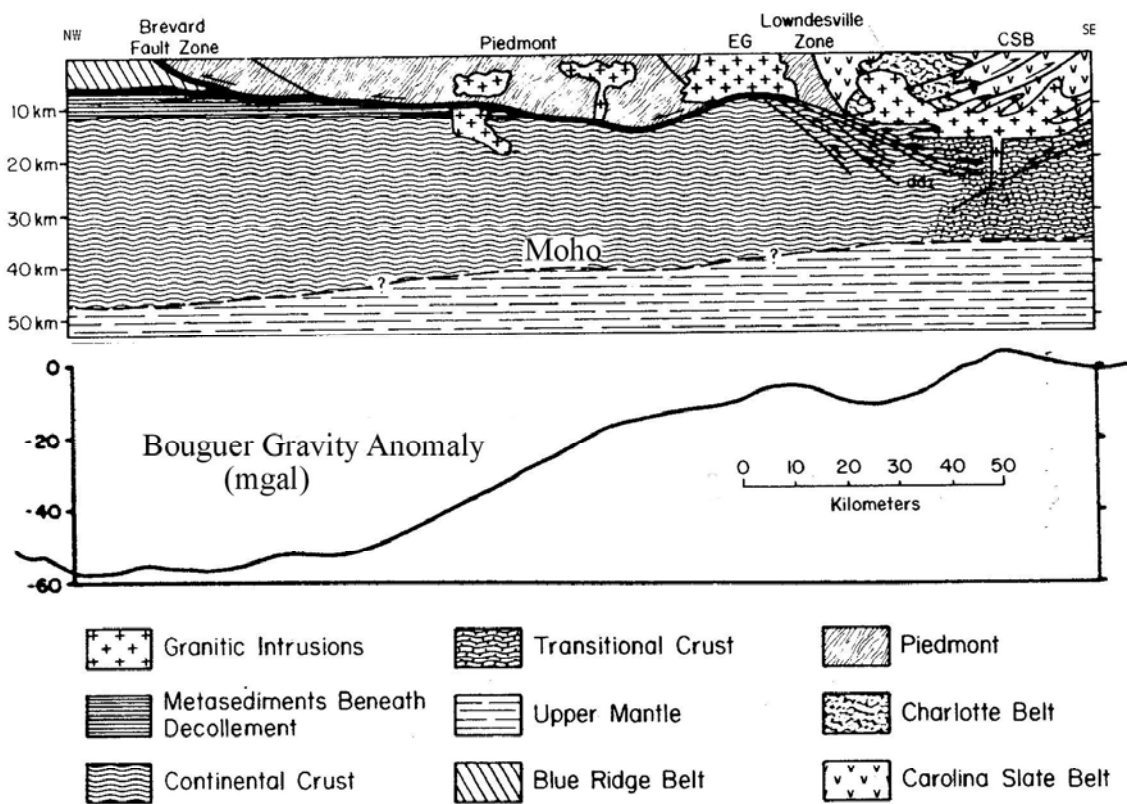 NW
Brevard
Fault Zone
Piedmont
EG
Lowndesville
Zone
CSB
SE
10 km
20 km
30 km
40 km
50 km
Moho
?
?
ddz
0
-20
-40
-60
Bouguer Gravity Anomaly
(mgal)
0 10 20 30 40 50
Kilometers
Granitic Intrusions
Transitional Crust
Piedmont
Metasediments Beneath
Decollement
Upper Mantle
Charlotte Belt
Continental Crust
Blue Ridge Belt
Carolina Slate Belt